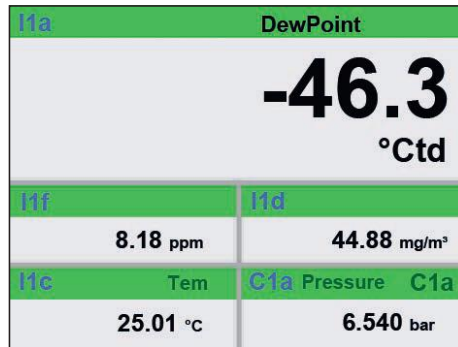 I1a DewPoint
-46.3
°Ctd
I1f I1d
8.18 ppm 44.88 mg/m³
I1c Tem C1a Pressure C1a
25.01 °C 6.540 bar